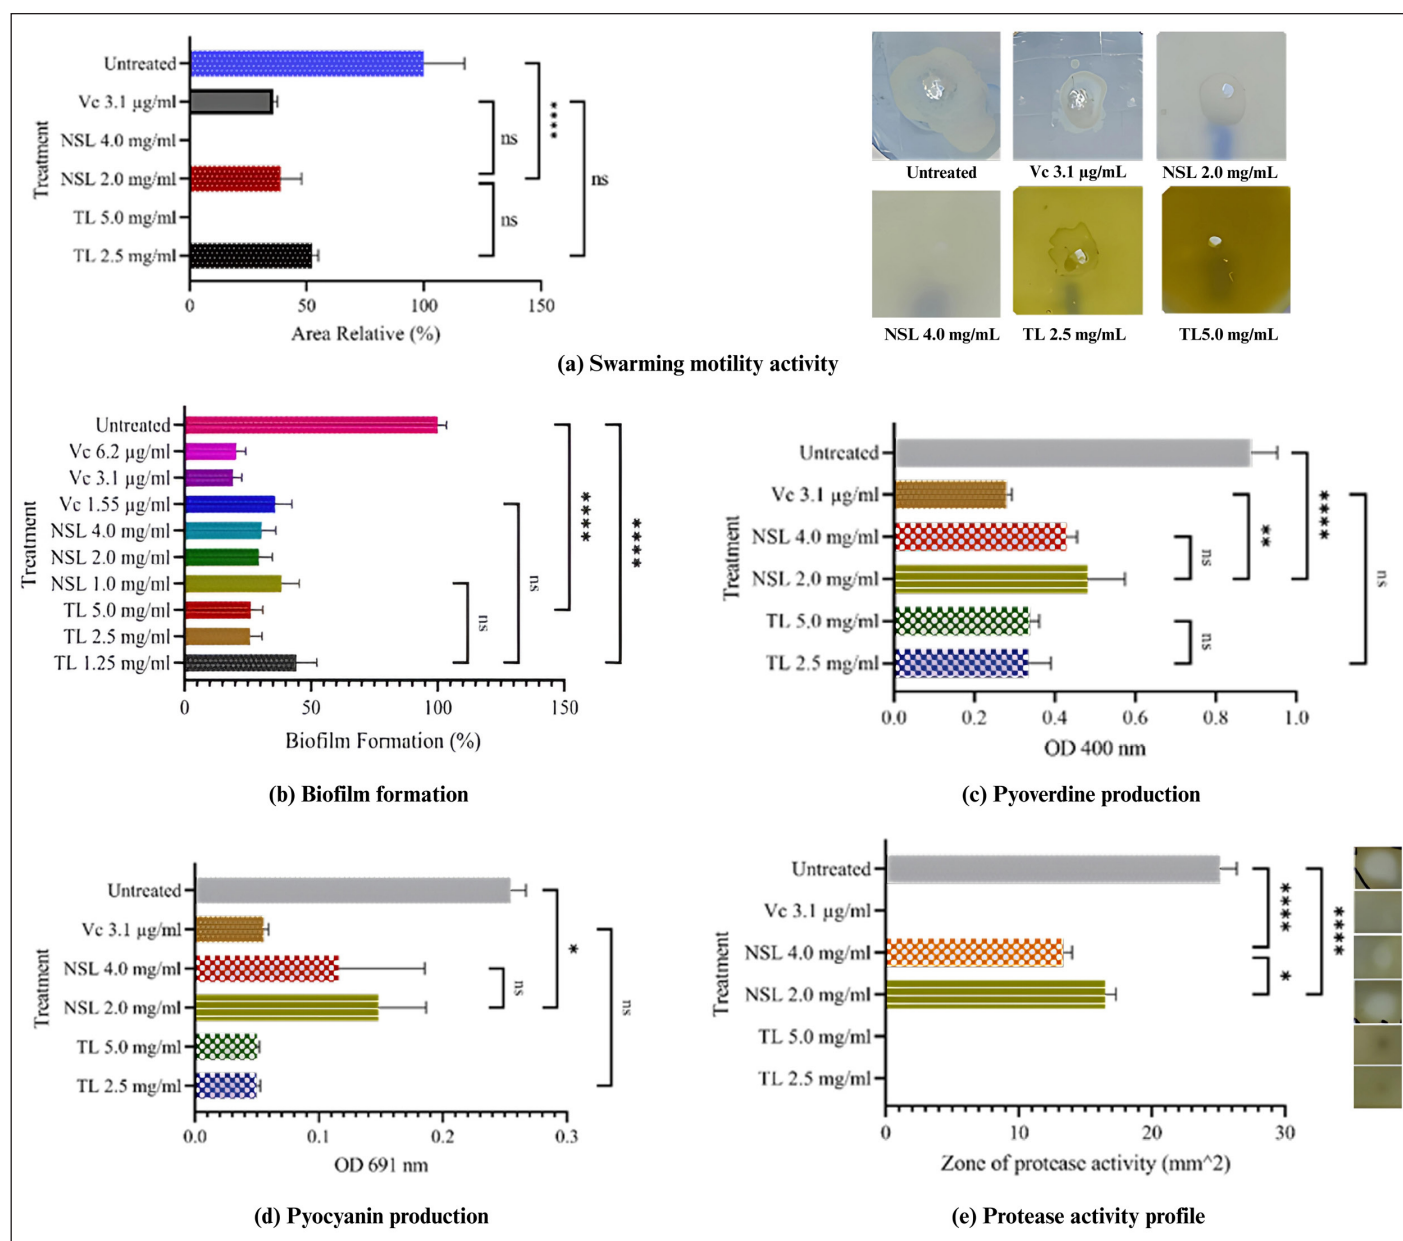 Treatment
Untreated
Vc 3.1 µg/ml
NSL 4.0 mg/ml
NSL 2.0 mg/ml
TL 5.0 mg/ml
TL 2.5 mg/ml
0 50 100 150
Area Relative (%)
ns
ns
****
ns
Untreated Vc 3.1 µg/mL NSL 2.0 mg/mL
NSL 4.0 mg/mL TL 2.5 mg/mL TL5.0 mg/mL
(a) Swarming motility activity
Treatment
Untreated
Vc 6.2 µg/ml
Vc 3.1 µg/ml
Vc 1.55 µg/ml
NSL 4.0 mg/ml
NSL 2.0 mg/ml
NSL 1.0 mg/ml
TL 5.0 mg/ml
TL 2.5 mg/ml
TL 1.25 mg/ml
0 50 100 150
Biofilm Formation (%)
ns
ns
****
****
(b) Biofilm formation
Treatment
Untreated
Vc 3.1 µg/ml
NSL 4.0 mg/ml
NSL 2.0 mg/ml
TL 5.0 mg/ml
TL 2.5 mg/ml
0.0 0.2 0.4 0.6 0.8 1.0
OD 400 nm
ns
ns
**
****
ns
(c) Pyoverdine production
Treatment
Untreated
Vc 3.1 µg/ml
NSL 4.0 mg/ml
NSL 2.0 mg/ml
TL 5.0 mg/ml
TL 2.5 mg/ml
0.0 0.1 0.2 0.3
OD 691 nm
ns
*
ns
(d) Pyocyanin production
Treatment
Untreated
Vc 3.1 µg/ml
NSL 4.0 mg/ml
NSL 2.0 mg/ml
TL 5.0 mg/ml
TL 2.5 mg/ml
0 10 20 30
Zone of protease activity (mm^2)
****
*
****
(e) Protease activity profile